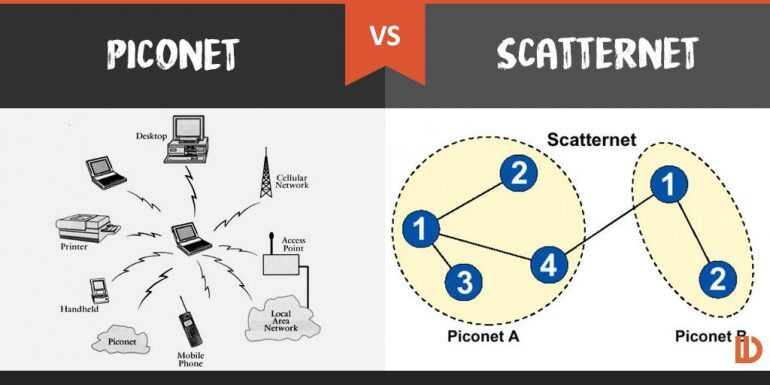 PICONET
VS
SCATTERNET
Desktop
Cellular
Network
Printer
Access
Point
Handheld
Local
Area
Network
Piconet
Mobile
Phone
Scatternet
2
1
1
4
3
2
Piconet A
Piconet B